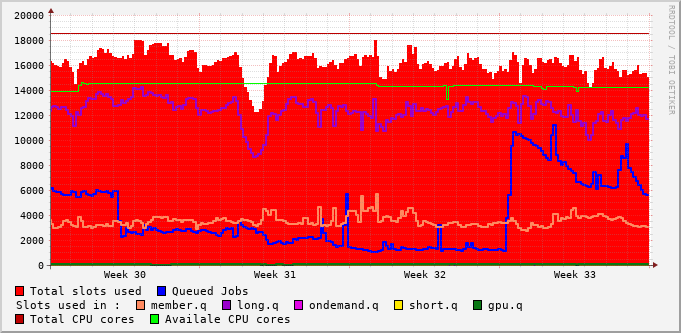 RRDTOOL / TOBI OETIKER
20000
18000
16000
14000
12000
10000
8000
6000
4000
2000
0
Week 30 Week 31 Week 32 Week 33
Total slots used Queued Jobs
Slots used in : member.q long.q ondemand.q short.q gpu.q
Total CPU cores Availale CPU cores